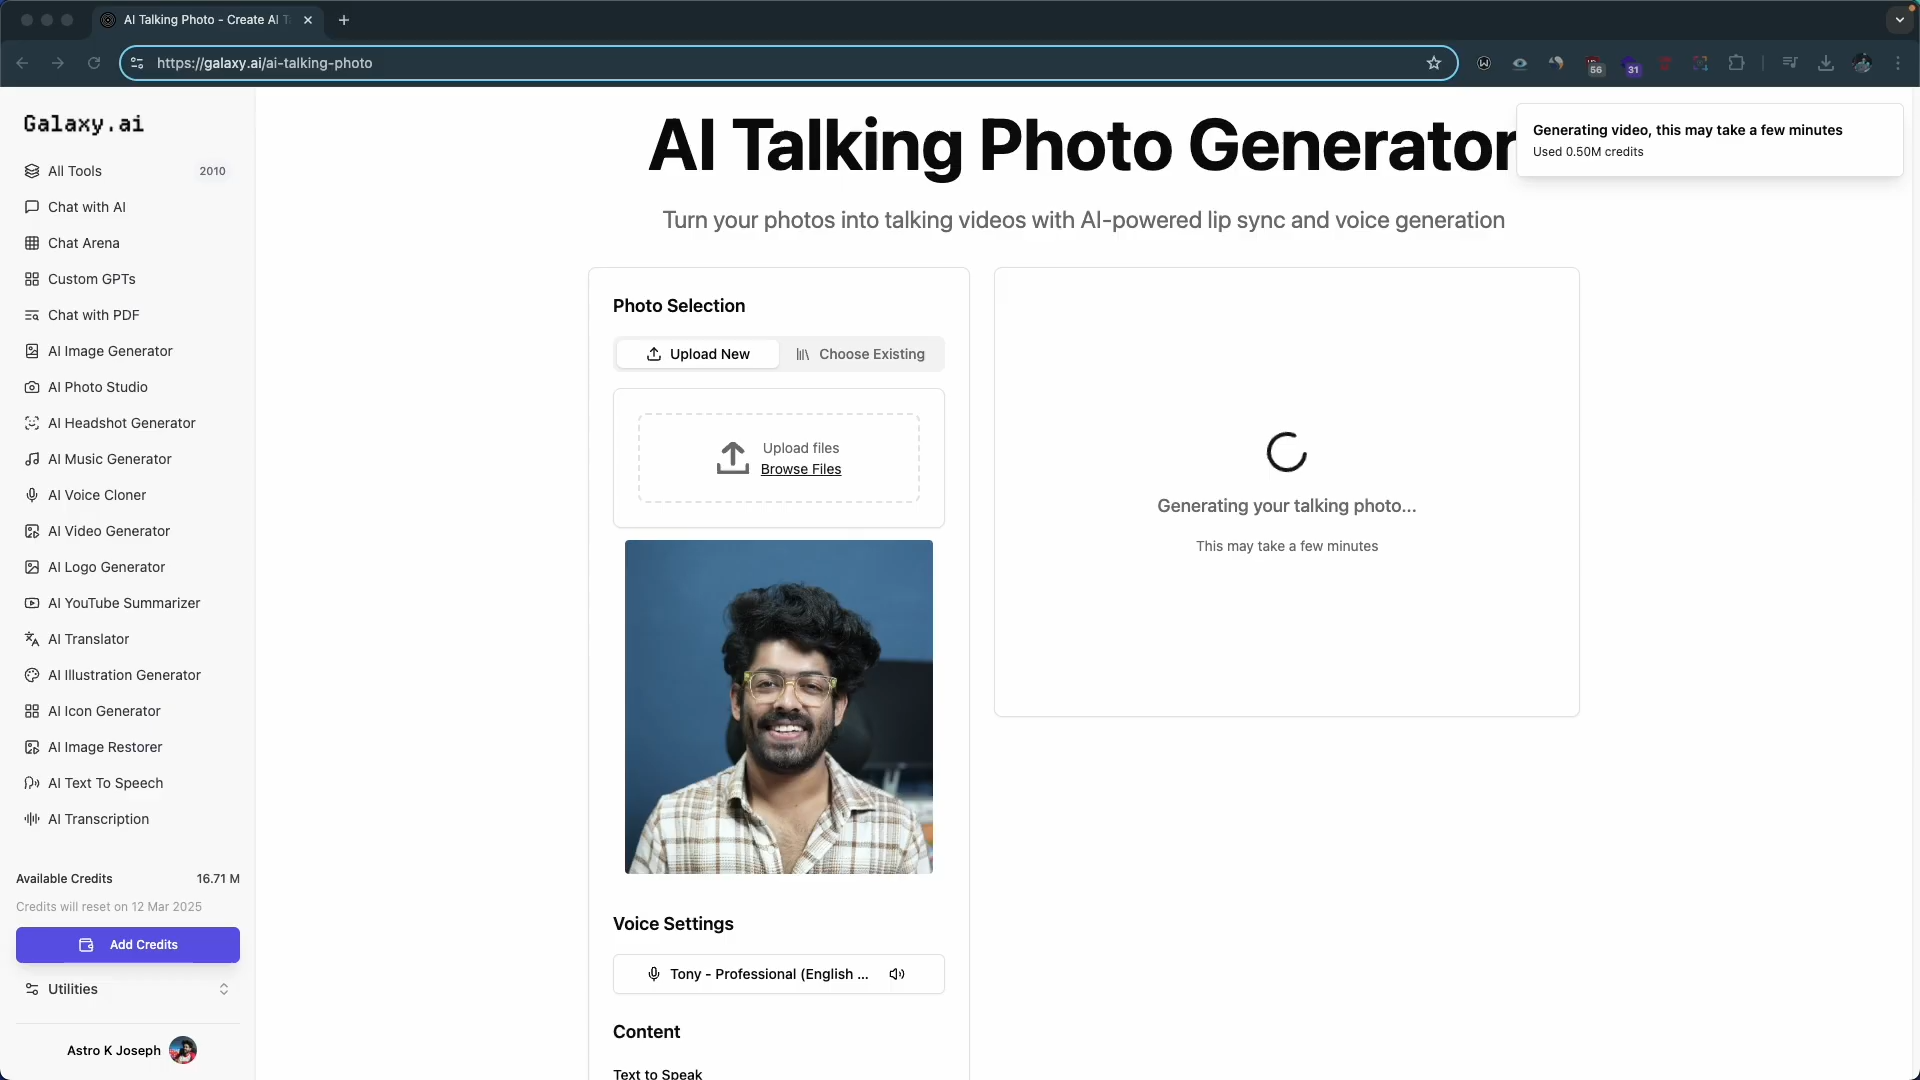 AI Talking Photo - Create AI T
https://galaxy.ai/ai-talking-photo
56
31
Galaxy.ai
All Tools 2010
Chat with AI
Chat Arena
Custom GPTs
Chat with PDF
AI Image Generator
AI Photo Studio
AI Headshot Generator
AI Music Generator
AI Voice Cloner
AI Video Generator
AI Logo Generator
AI YouTube Summarizer
AI Translator
AI Illustration Generator
AI Icon Generator
AI Image Restorer
AI Text To Speech
AI Transcription
Available Credits 16.71 M
Credits will reset on 12 Mar 2025
Add Credits
Utilities
Astro K Joseph
AI Talking Photo Generator
Turn your photos into talking videos with AI-powered lip sync and voice generation
Generating video, this may take a few minutes
Used 0.50M credits
Photo Selection
Upload New
Choose Existing
Upload files
Browse Files
Voice Settings
Tony - Professional (English ...
Content
Text to Speak
Generating your talking photo...
This may take a few minutes